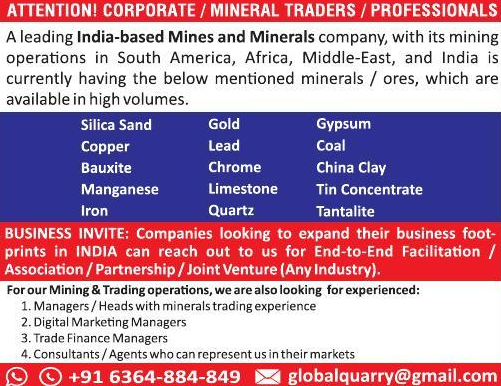 ATTENTION! CORPORATE / MINERAL TRADERS / PROFESSIONALS
A leading India-based Mines and Minerals company, with its mining
operations in South America, Africa, Middle-East, and India is
currently having the below mentioned minerals / ores, which are
available in high volumes.
Silica Sand Gold Gypsum
Copper Lead Coal
Bauxite Chrome China Clay
Manganese Limestone Tin Concentrate
Iron Quartz Tantalite
BUSINESS INVITE: Companies looking to expand their business foot-
prints in INDIA can reach out to us for End-to-End Facilitation /
Association / Partnership / Joint Venture (Any Industry).
For our Mining & Trading operations, we are also looking for experienced:
1. Managers / Heads with minerals trading experience
2. Digital Marketing Managers
3. Trade Finance Managers
4. Consultants / Agents who can represent us in their markets
+91 6364-884-849 globalquarry@gmail.com